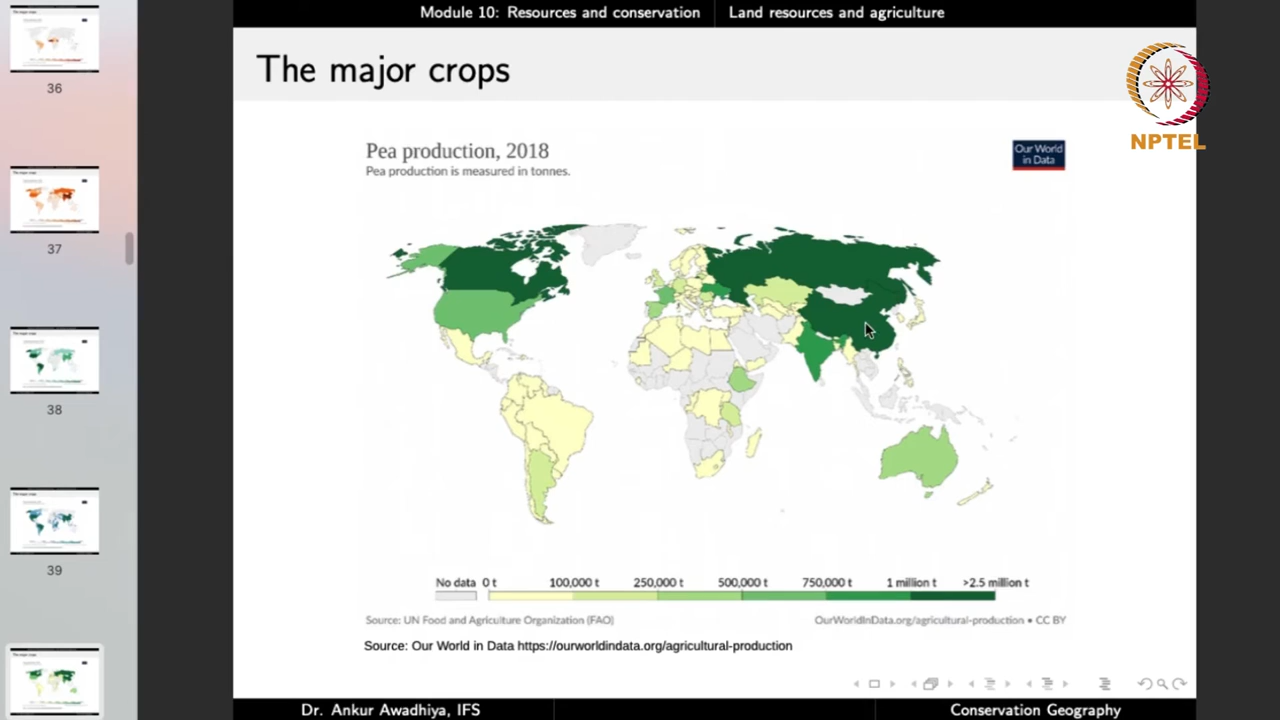 Module 10: Resources and conservation
Land resources and agriculture
The major crops
NPTEL
Pea production, 2018
Pea production is measured in tonnes.
Our World
in Data
No data
0 t
100,000 t
250,000 t
500,000 t
750,000 t
1 million t
>2.5 million t
Source: UN Food and Agriculture Organization (FAO)
OurWorldInData.org/agricultural-production • CC BY
Source: Our World in Data https://ourworldindata.org/agricultural-production
Dr. Ankur Awadhiya, IFS
Conservation Geography
36
37
38
39